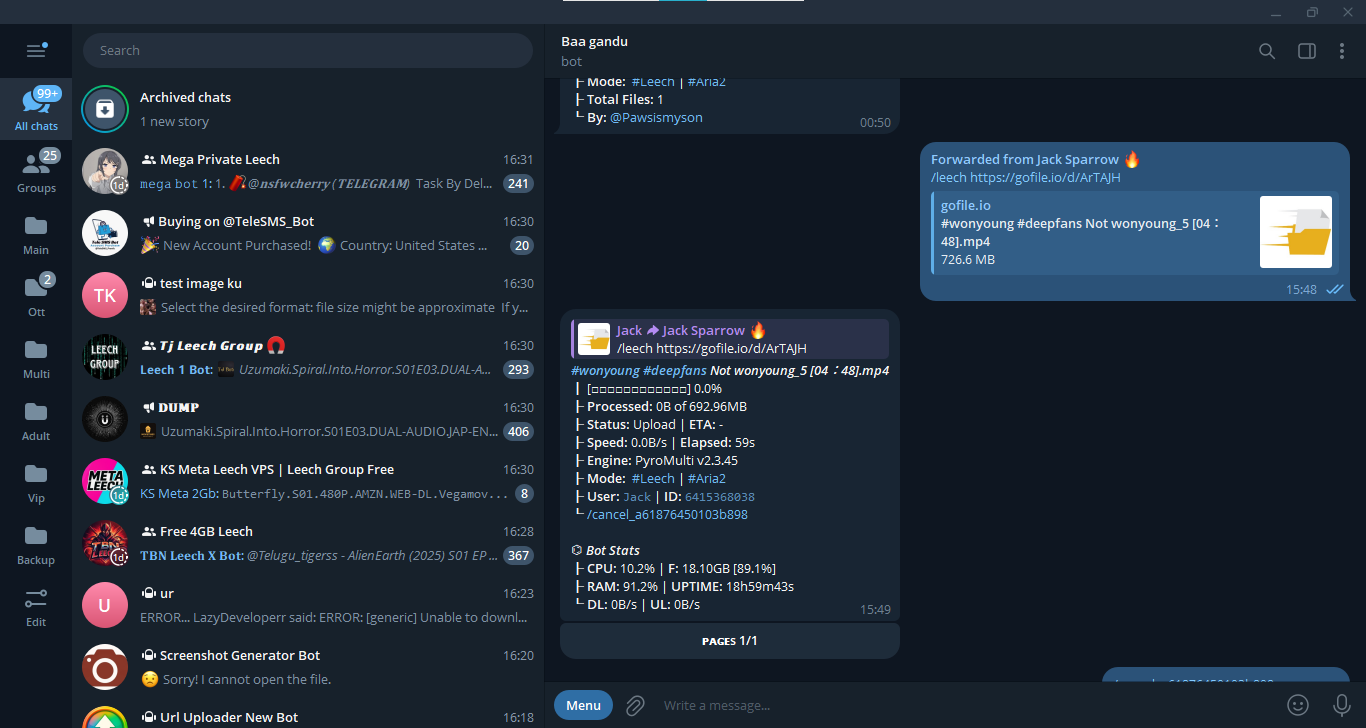 99+
All chats
25
Groups
Main
2
Ott
Multi
Adult
Vip
Backup
Edit
Search
Archived chats
1 new story
Mega Private Leech
16:31
mega bot 1: 1. @nsfwcherry (TELEGRAM) Task By Del...
241
1d
Buying on @TeleSMS_Bot
16:30
🎉 New Account Purchased! 🌍 Country: United States ...
20
TK
test image ku
16:30
Select the desired format: file size might be approximate If y...
LEECH
GROUP
Tj Leech Group
16:30
Leech 1 Bot: Uzumaki.Spiral.Into.Horror.S01E03.DUAL-A...
293
DUMP
16:30
Uzumaki.Spiral.Into.Horror.S01E03.DUAL-AUDIO.JAP-EN...
406
META
LEECH
1d
KS Meta Leech VPS | Leech Group Free
16:30
KS Meta 2Gb: Butterfly.S01.480P.AMZN.WEB-DL.Vegamov...
8
TBN
1d
Free 4GB Leech
16:28
TBN Leech X Bot: @Telugu_tigerss - AlienEarth (2025) S01 EP ...
367
U
ur
16:23
ERROR... LazyDeveloperr said: ERROR: [generic] Unable to downl...
Screenshot Generator Bot
16:20
😟 Sorry! I cannot open the file.
Url Uploader New Bot
16:18
Baa gandu
bot
├ Mode: #Leech | #Aria2
├ Total Files: 1
└ By: @Pawsismyson
00:50
Forwarded from Jack Sparrow 🔥
/leech https://gofile.io/d/ArTAJH
gofile.io
#wonyoung #deepfans Not wonyoung_5 [04：
48].mp4
726.6 MB
15:48
Jack Jack Sparrow 🔥
/leech https://gofile.io/d/ArTAJH
#wonyoung #deepfans Not wonyoung_5 [04：48].mp4
┃ [□□□□□□□□□□□□] 0.0%
├ Processed: 0B of 692.96MB
├ Status: Upload | ETA: -
├ Speed: 0.0B/s | Elapsed: 59s
├ Engine: PyroMulti v2.3.45
├ Mode: #Leech | #Aria2
├ User: Jack | ID: 6415368038
└ /cancel_a61876450103b898
⌬ Bot Stats
├ CPU: 10.2% | F: 18.10GB [89.1%]
├ RAM: 91.2% | UPTIME: 18h59m43s
└ DL: 0B/s | UL: 0B/s
15:49
PAGES 1/1
Menu
Write a message...